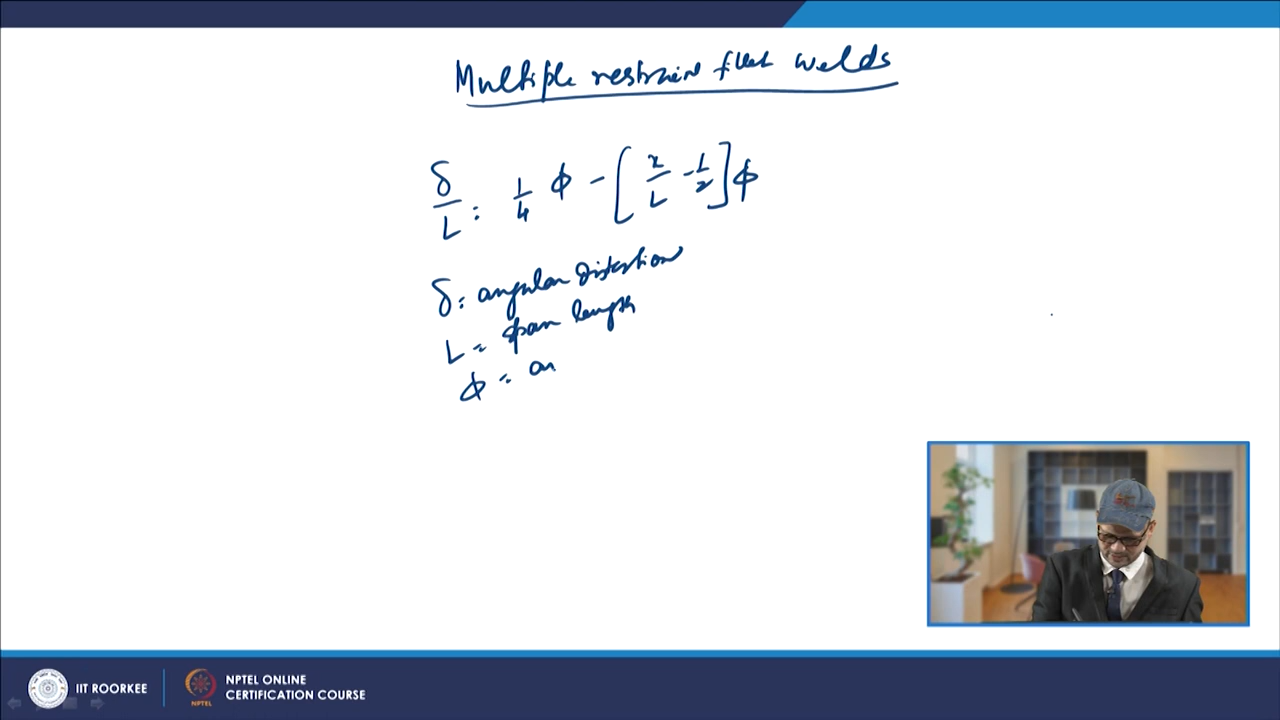 Multiple restrain fillet welds
δ/L = 1/4 φ - [x/L - 1/2] φ
δ = angular distortion
L = span length
φ = an
IIT ROORKEE
NPTEL
NPTEL ONLINE
CERTIFICATION COURSE